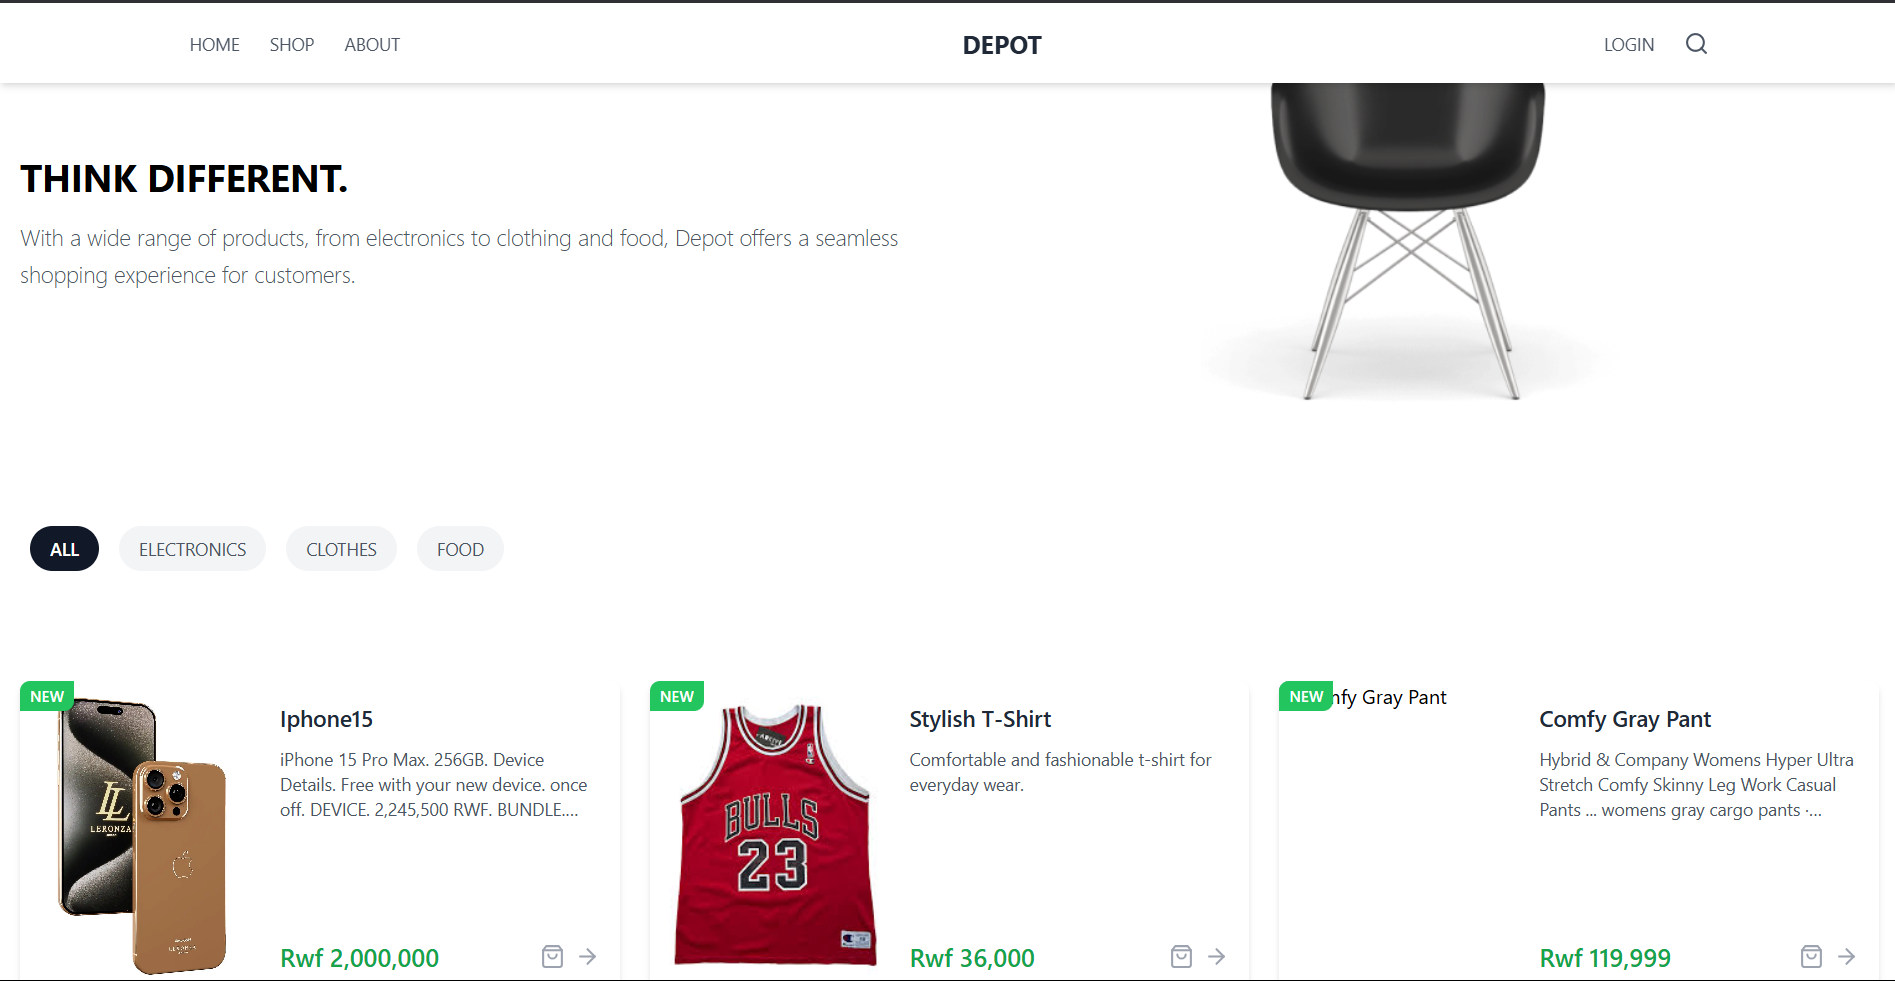 HOME SHOP ABOUT DEPOT LOGIN
THINK DIFFERENT.
With a wide range of products, from electronics to clothing and food, Depot offers a seamless
shopping experience for customers.
ALL ELECTRONICS CLOTHES FOOD
NEW
LL
LERONZA
Iphone15
iPhone 15 Pro Max. 256GB. Device
Details. Free with your new device. once
off. DEVICE. 2,245,500 RWF. BUNDLE....
Rwf 2,000,000
NEW
BULLS
23
Stylish T-Shirt
Comfortable and fashionable t-shirt for
everyday wear.
Rwf 36,000
NEW
mfy Gray Pant
Comfy Gray Pant
Hybrid & Company Womens Hyper Ultra
Stretch Comfy Skinny Leg Work Casual
Pants ... womens gray cargo pants ·...
Rwf 119,999